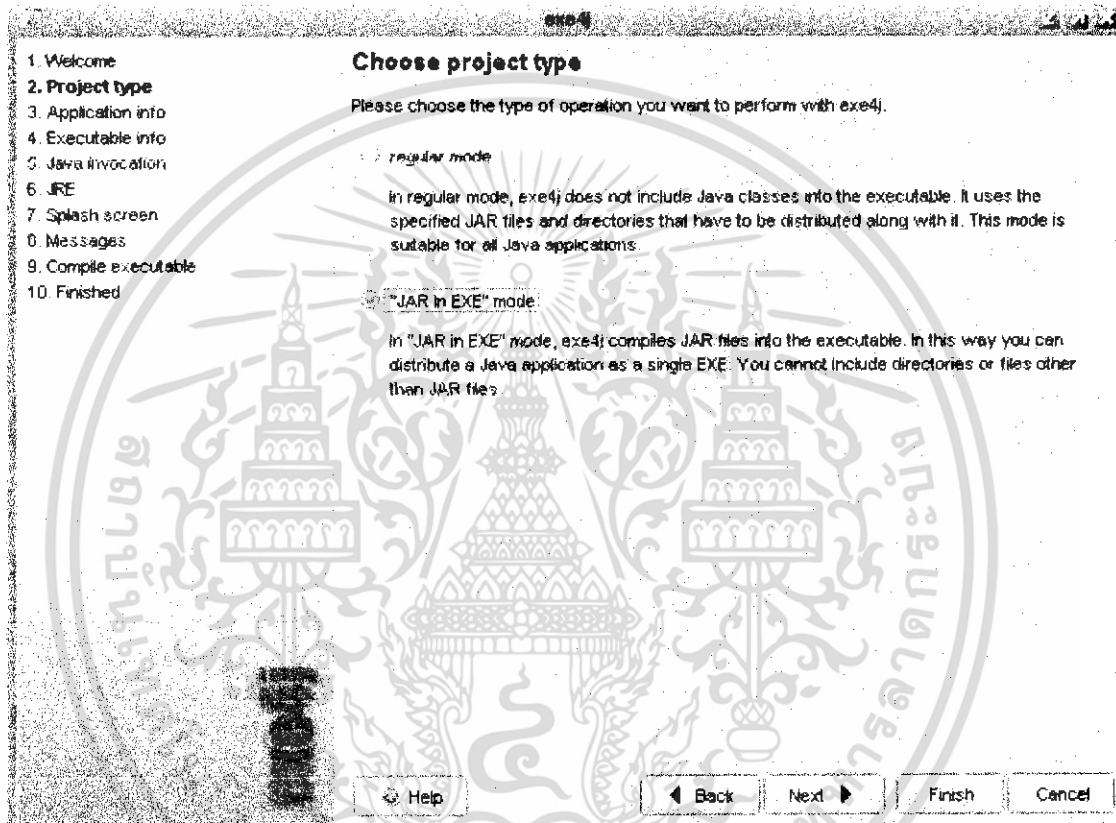 exe4j
1. Welcome
2. Project type
3. Application info
4. Executable info
5. Java invocation
6. JRE
7. Splash screen
8. Messages
9. Compile executable
10. Finished
Choose project type
Please choose the type of operation you want to perform with exe4j.
regular mode
In regular mode, exe4j does not include Java classes into the executable. It uses the
specified JAR files and directories that have to be distributed along with it. This mode is
suitable for all Java applications.
"JAR in EXE" mode
In "JAR in EXE" mode, exe4j compiles JAR files into the executable. In this way you can
distribute a Java application as a single EXE. You cannot include directories or files other
than JAR files.
exe4j
Help
Back
Next
Finish
Cancel